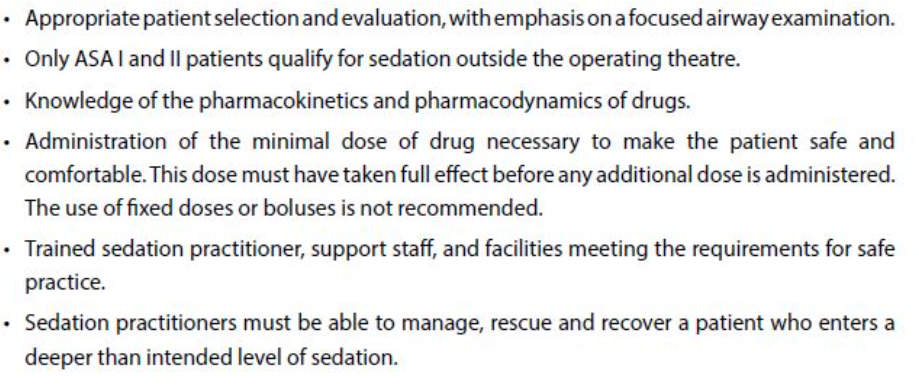 • Appropriate patient selection and evaluation, with emphasis on a focused airway examination.
• Only ASA I and II patients qualify for sedation outside the operating theatre.
• Knowledge of the pharmacokinetics and pharmacodynamics of drugs.
• Administration of the minimal dose of drug necessary to make the patient safe and
comfortable. This dose must have taken full effect before any additional dose is administered.
The use of fixed doses or boluses is not recommended.
• Trained sedation practitioner, support staff, and facilities meeting the requirements for safe
practice.
• Sedation practitioners must be able to manage, rescue and recover a patient who enters a
deeper than intended level of sedation.